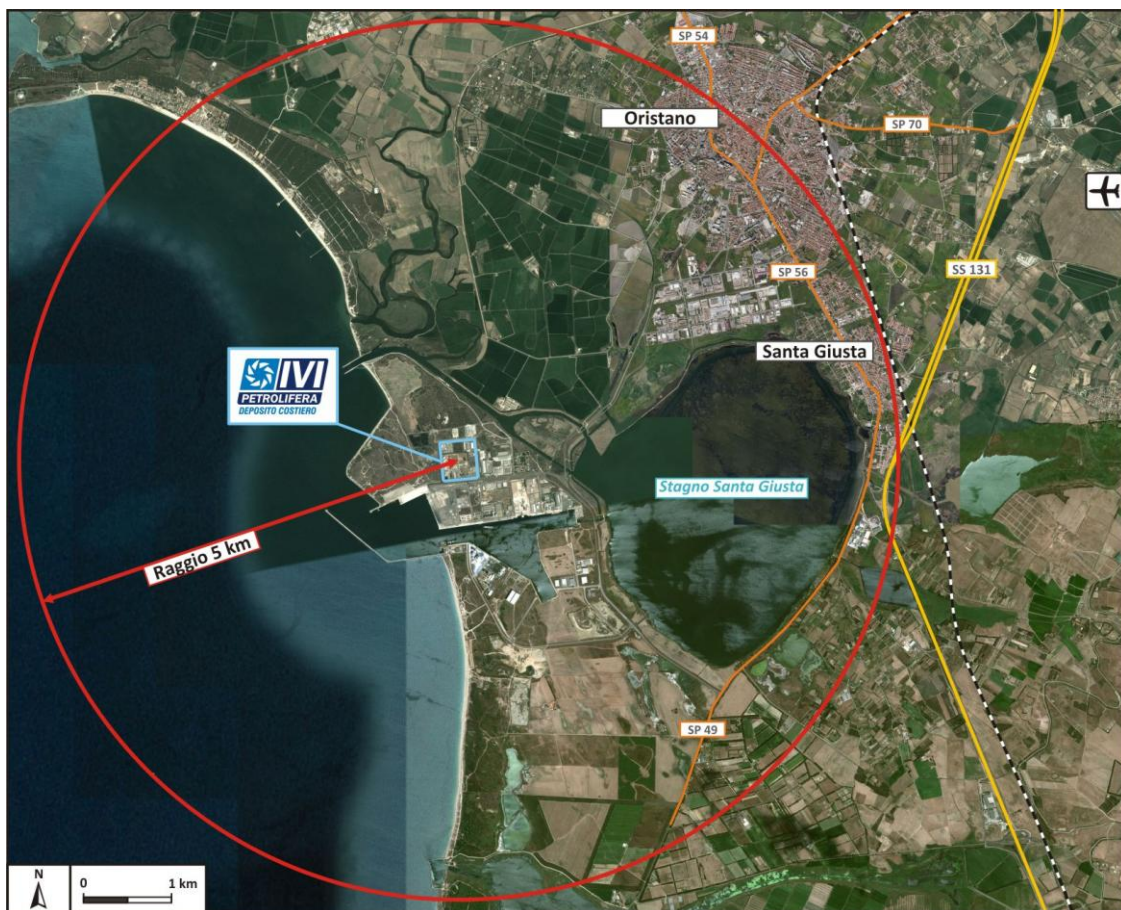 SP 54
Oristano
SP 70
SP 56
SS 131
Santa Giusta
IVI
PETROLIFERA
DEPOSITO COSTIERO
Stagno Santa Giusta
Raggio 5 km
SP 49
N
0 1 km